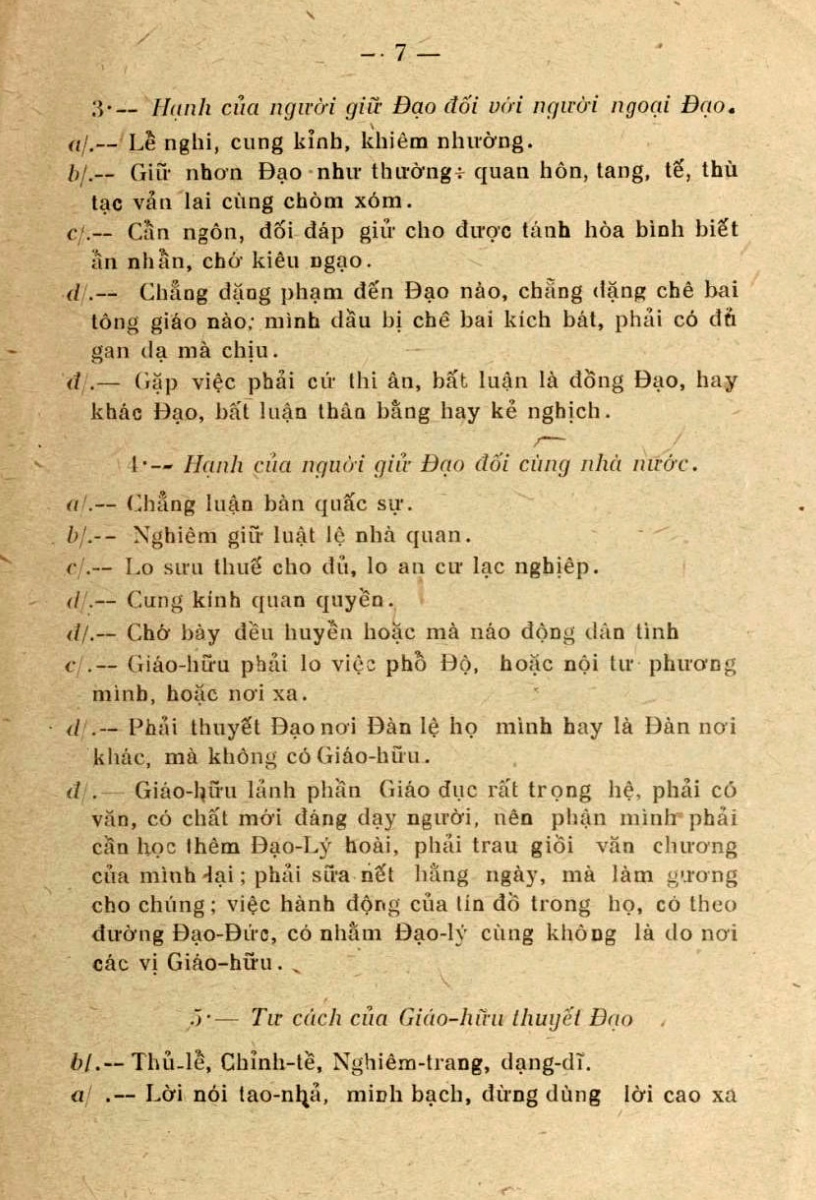 —· 7 —
3·— Hạnh của người giữ Đạo đối với người ngoại Đạo.
a/.— Lề nghi, cung kỉnh, khiêm nhường.
b/.— Giữ nhơn Đạo như thường: quan hôn, tang, tế, thù
tạc vản lai cùng chòm xóm.
c/.— Cần ngôn, đối đáp giử cho được tánh hòa bình biết
ẩn nhẫn, chớ kiêu ngạo.
d/.— Chẳng đặng phạm đến Đạo nào, chẵng đặng chê bai
tông giáo nào; mình dầu bị chê bai kích bát, phải có đủ
gan dạ mà chịu.
đ/.— Gặp việc phải cứ thi ân, bất luận là đồng Đạo, hay
khác Đạo, bất luận thân bằng hay kẻ nghịch.
4·— Hạnh của nguời giử Đạo đối cùng nhà nước.
a/.— Chẳng luận bàn quấc sự.
b/.— Nghiêm giữ luật lệ nhà quan.
c/.— Lo sưu thuế cho đủ, lo an cư lạc nghiêp.
d/.— Cung kỉnh quan quyền.
đ/.— Chớ bày đều huyền hoặc mà náo động dân tình
c/.— Giáo-hữu phải lo việc phổ Độ, hoặc nội tư phương
mình, hoặc nơi xa.
d/.— Phải thuyết Đạo nơi Đàn lệ họ mình hay là Đàn nơi
khác, mà không có Giáo-hữu.
đ/.— Giáo-hữu lảnh phần Giáo đục rất trọng hệ, phải có
văn, có chất mới đáng dạy người, nên phận mình phải
cần học thêm Đạo-Lý hoài, phải trau giồi văn chương
của mình lại; phải sữa nết hằng ngày, mà làm gương
cho chúng; việc hành động của tín đồ trong họ, có theo
đường Đạo-Đức, có nhằm Đạo-lý cùng không là do nơi
các vị Giáo-hữu.
5·— Tư cách của Giáo-hữu thuyết Đạo
b/.— Thủ-lề, Chỉnh-tề, Nghiêm-trang, dạng-dĩ.
a/.— Lời nói tao-nhả, minh bạch, đừng dùng lời cao xa